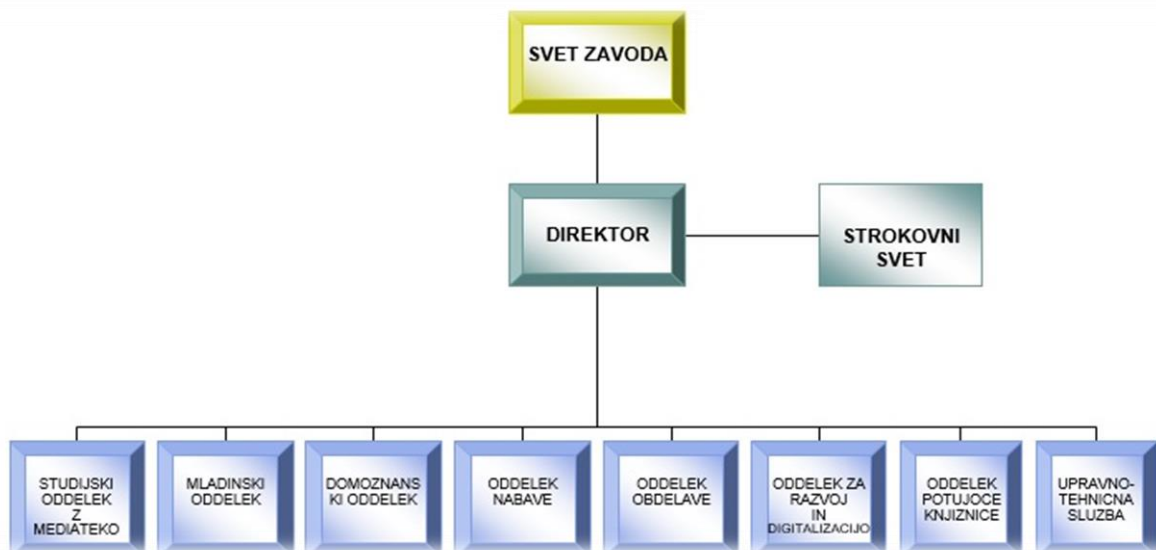 SVET ZAVODA
DIREKTOR
STROKOVNI
SVET
STUDIJSKI
ODDELEK
Z
MEDIATEKO
MLADINSKI
ODDELEK
DOMOZNANS
KI ODDELEK
ODDELEK
NABAVE
ODDELEK
OBDELAVE
ODDELEK ZA
RAZVOJ
IN
DIGITALIZACIJO
ODDELEK
POTUJOCE
KNJIZNICE
UPRAVNO-
TEHNICNA
SLUZBA